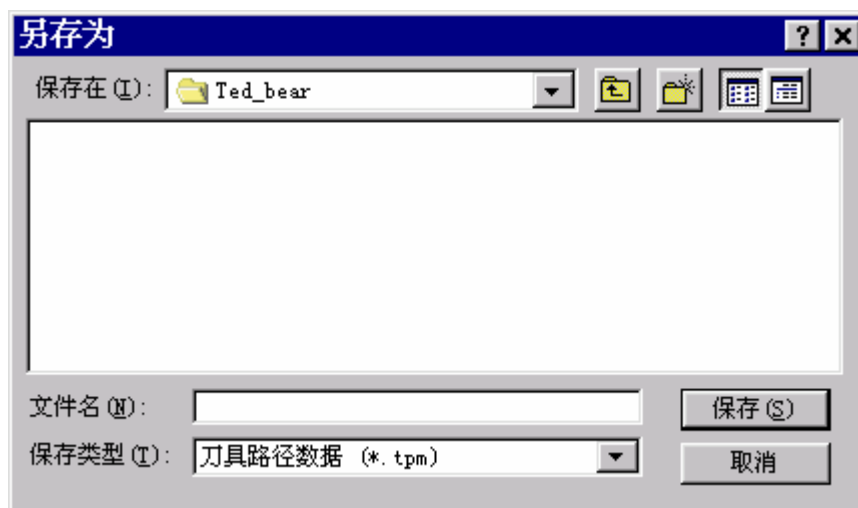 另存为
保存在(I): Ted_bear
文件名(N):
保存(S)
保存类型(T): 刀具路径数据 (*.tpm)
取消